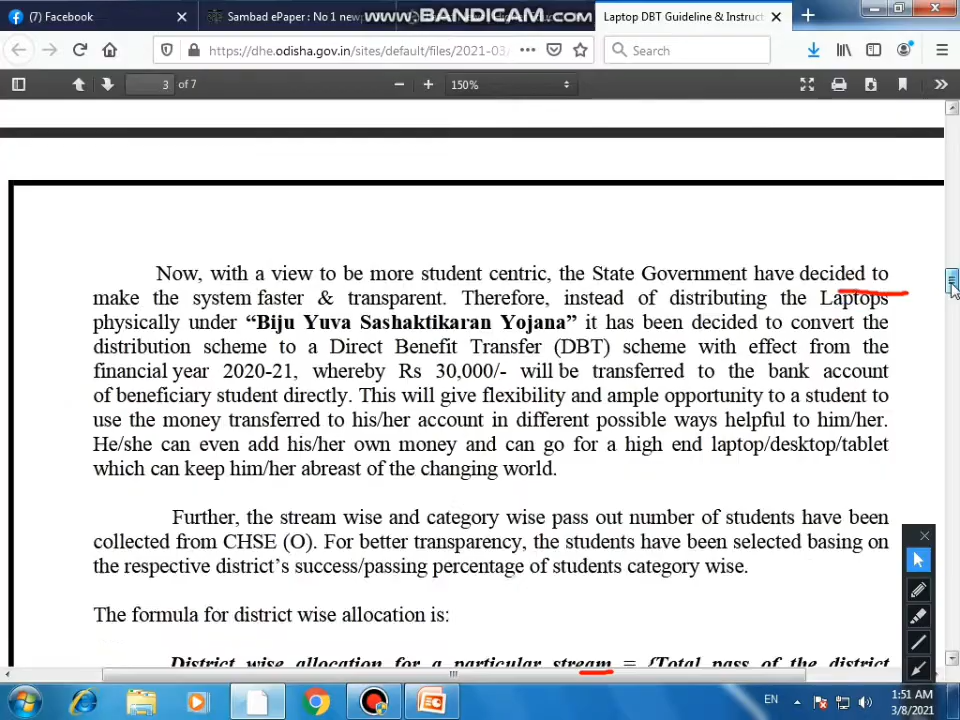 (7) Facebook
Sambad ePaper : No 1 new
www.BANDICAM.com
Laptop DBT Guideline & Instruct
https://dhe.odisha.gov.in/sites/default/files/2021-03/
Search
3 of 7
150%
Now, with a view to be more student centric, the State Government have decided to
make the system faster & transparent. Therefore, instead of distributing the Laptops
physically under “Biju Yuva Sashaktikaran Yojana” it has been decided to convert the
distribution scheme to a Direct Benefit Transfer (DBT) scheme with effect from the
financial year 2020-21, whereby Rs 30,000/- will be transferred to the bank account
of beneficiary student directly. This will give flexibility and ample opportunity to a student to
use the money transferred to his/her account in different possible ways helpful to him/her.
He/she can even add his/her own money and can go for a high end laptop/desktop/tablet
which can keep him/her abreast of the changing world.
Further, the stream wise and category wise pass out number of students have been
collected from CHSE (O). For better transparency, the students have been selected basing on
the respective district’s success/passing percentage of students category wise.
The formula for district wise allocation is:
District wise allocation for a particular stream = {Total pass of the district
EN
1:51 AM
3/8/2021